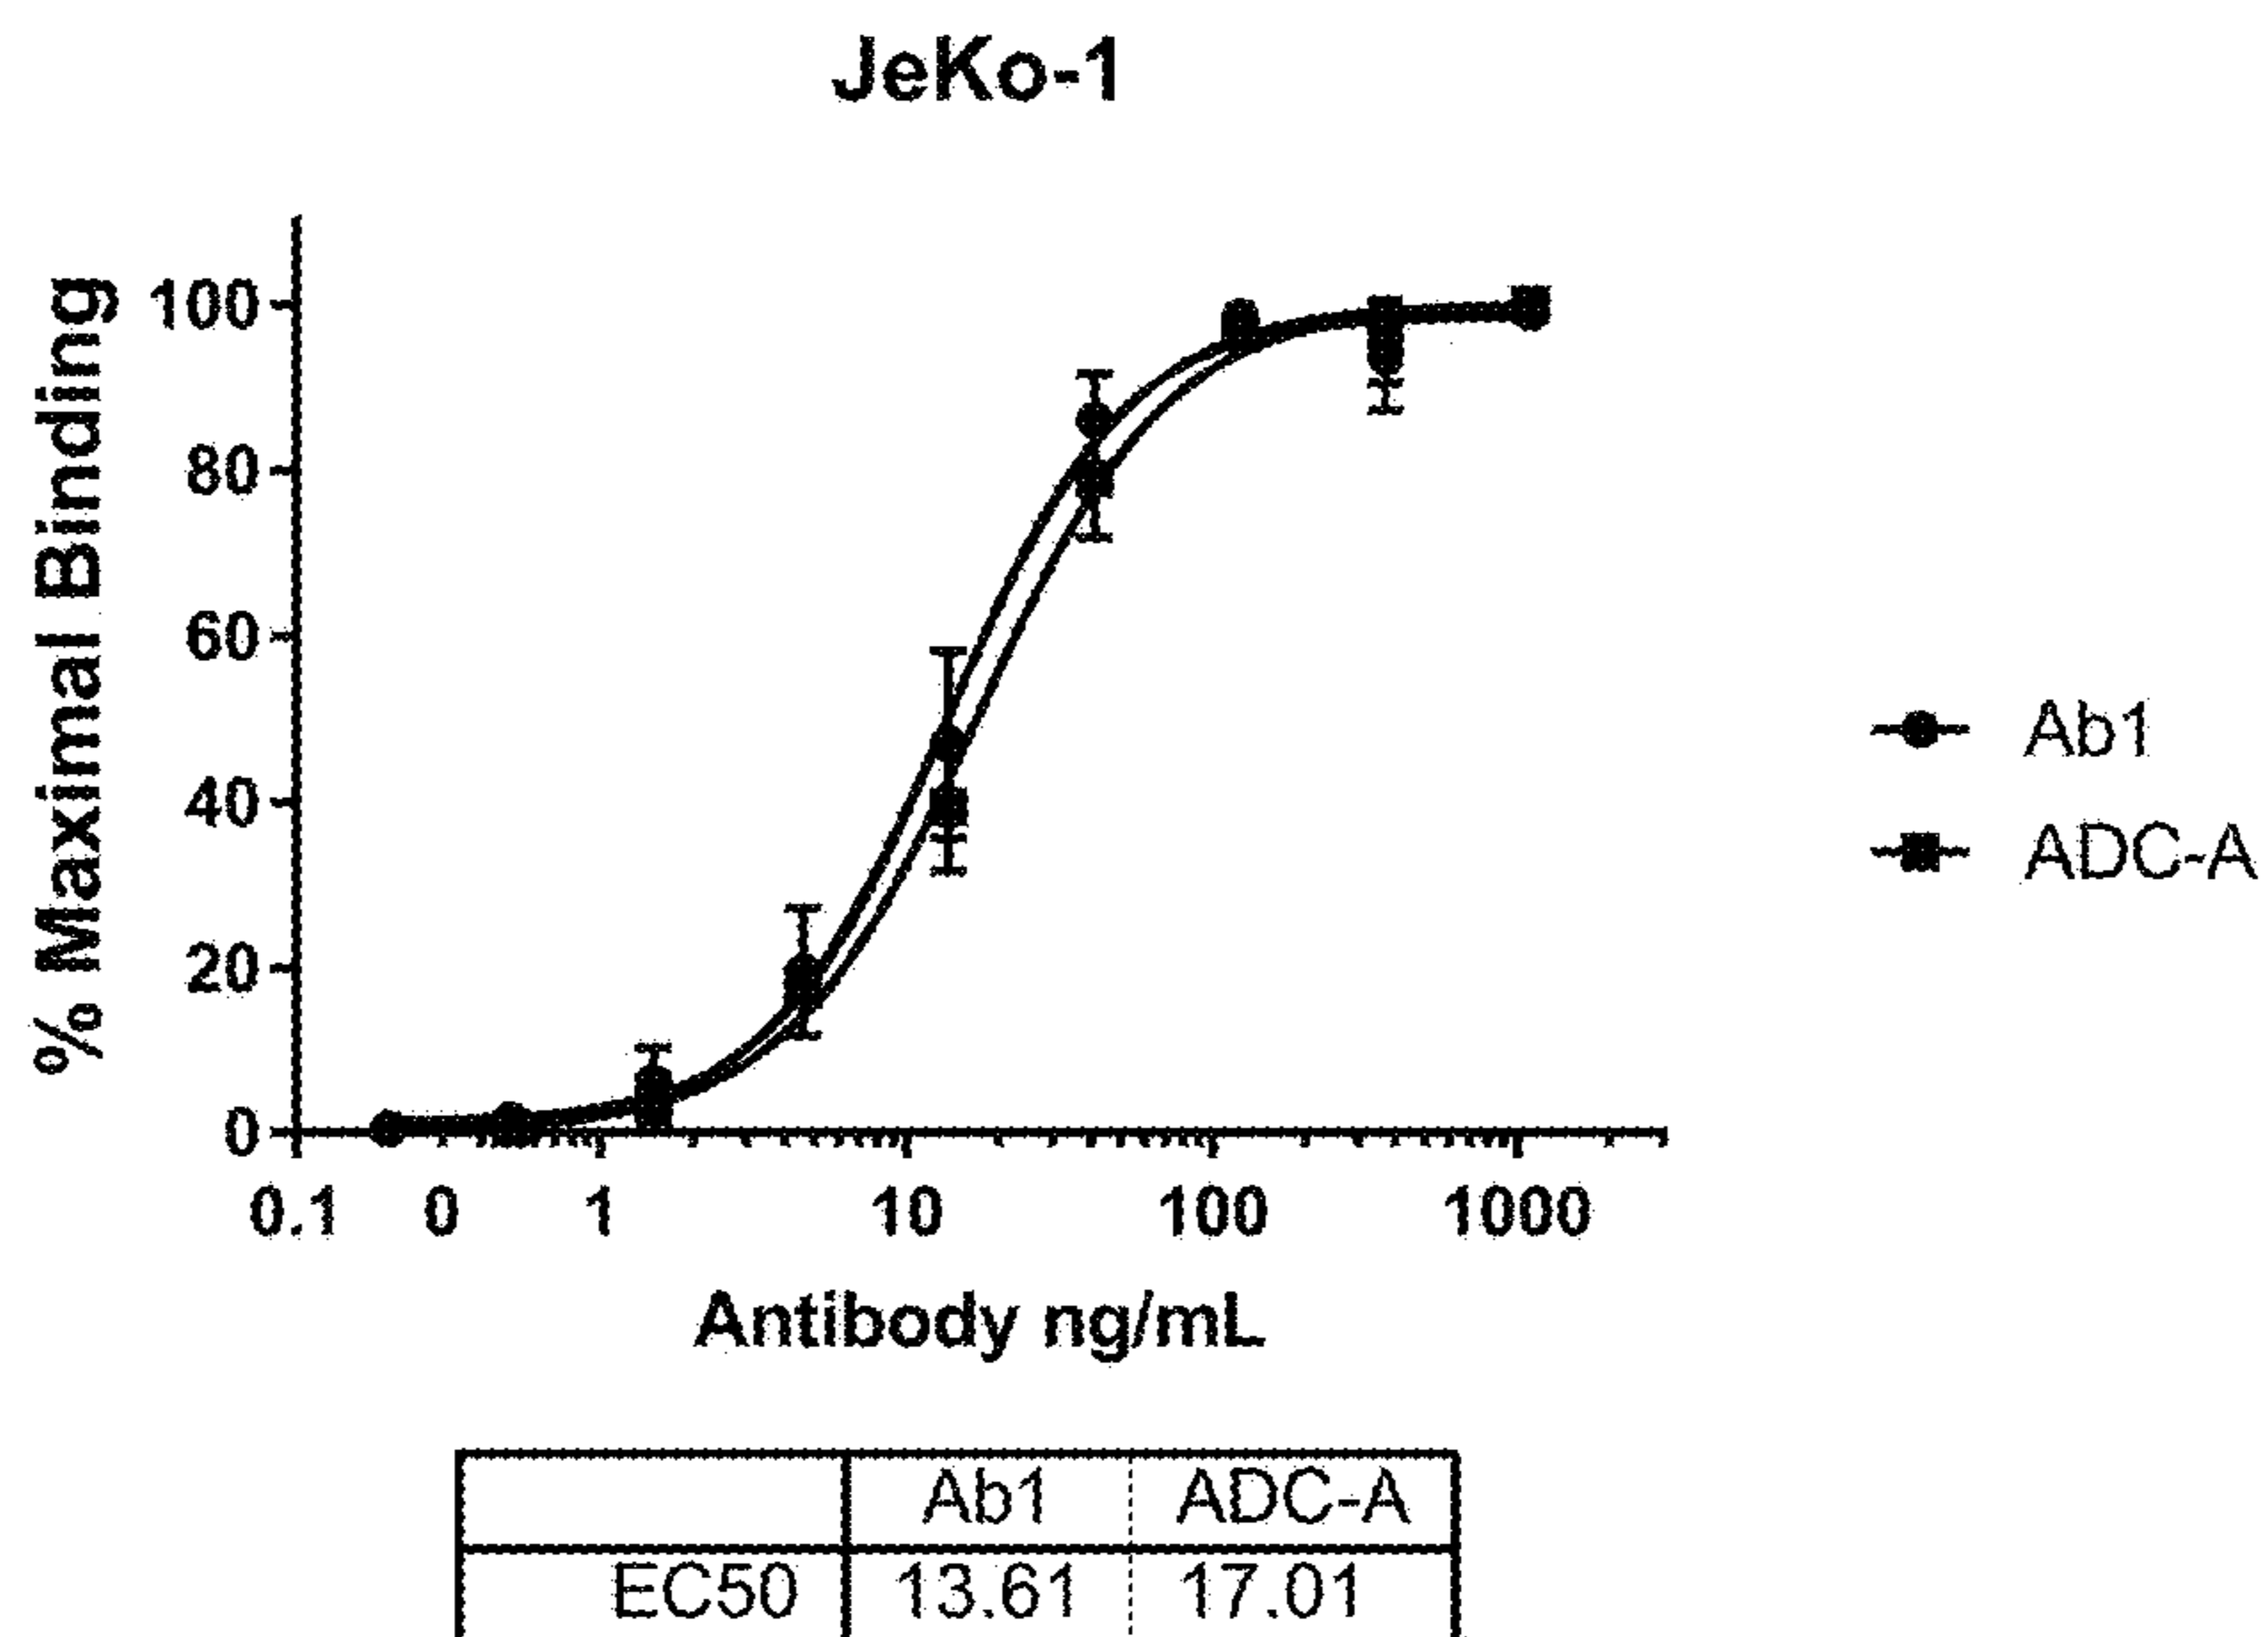 JeKo-1
% Maximal Binding
100
80
60
40
20
0
0.1 0 1 10 100 1000
Antibody ng/mL
Ab1
ADC-A
Ab1 ADC-A
EC50 13.61 17.01